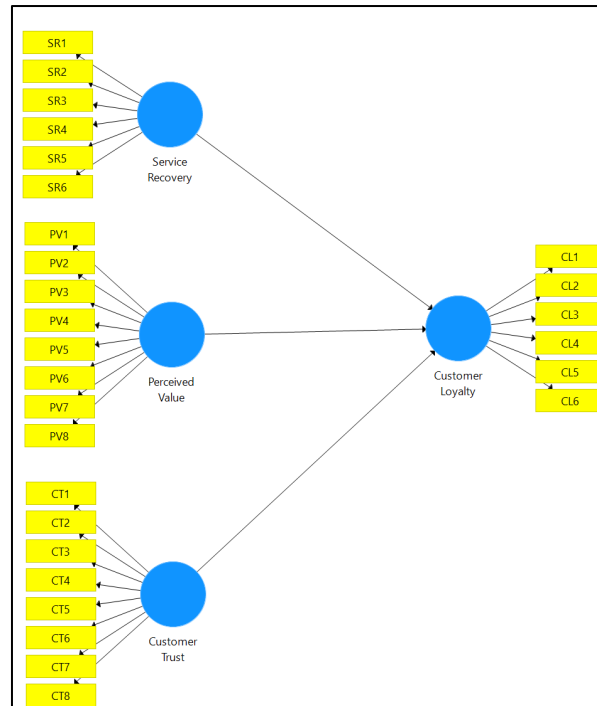 SR1
SR2
SR3
SR4
SR5
SR6
Service
Recovery
PV1
PV2
PV3
PV4
PV5
PV6
PV7
PV8
Perceived
Value
CT1
CT2
CT3
CT4
CT5
CT6
CT7
CT8
Customer
Trust
CL1
CL2
CL3
CL4
CL5
CL6
Customer
Loyalty